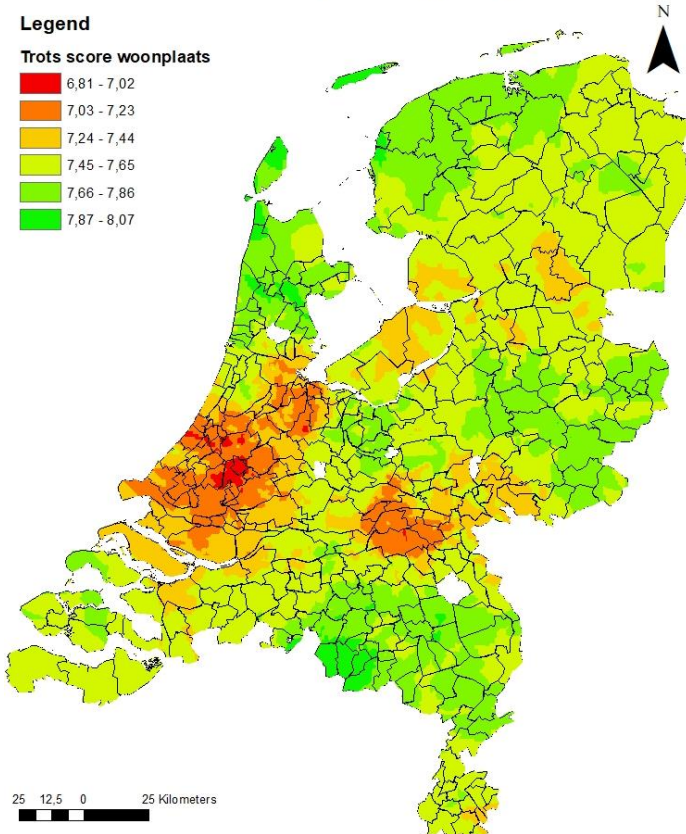 Legend
Trots score woonplaats
6,81 - 7,02
7,03 - 7,23
7,24 - 7,44
7,45 - 7,65
7,66 - 7,86
7,87 - 8,07
N
25 12,5 0 25 Kilometers